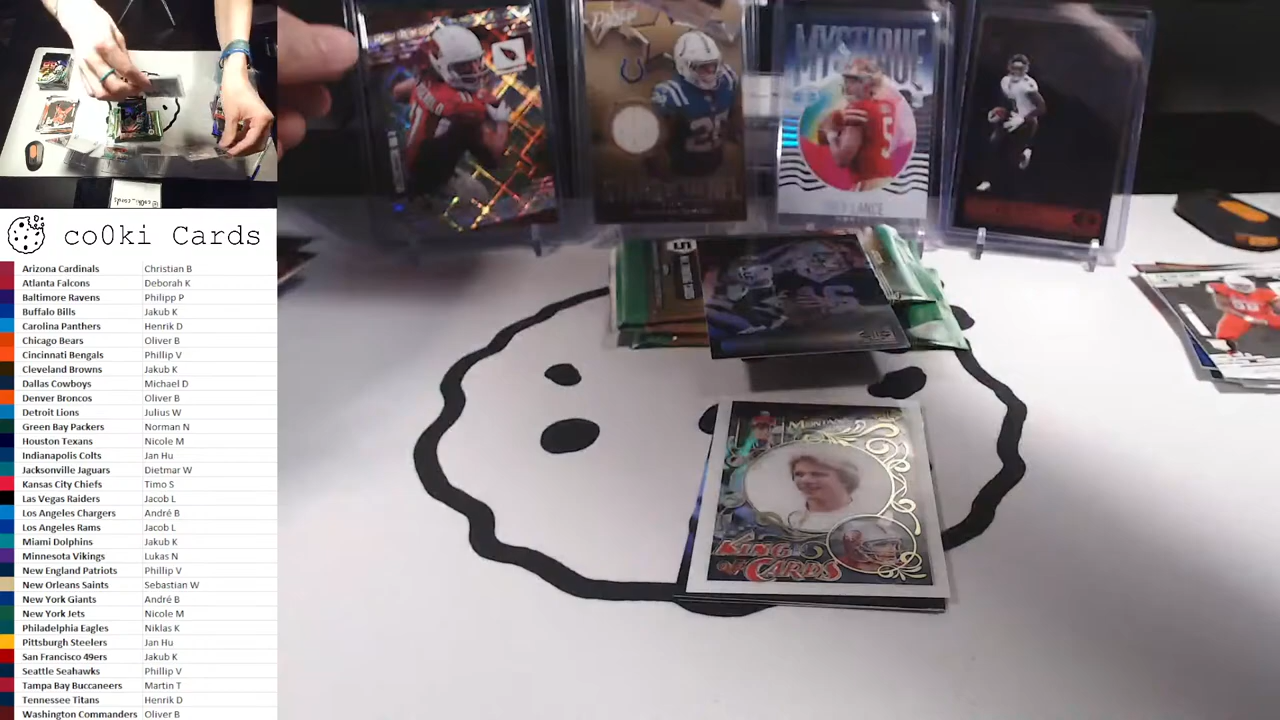 co0ki Cards
Arizona Cardinals Christian B
Atlanta Falcons Deborah K
Baltimore Ravens Philipp P
Buffalo Bills Jakub K
Carolina Panthers Henrik D
Chicago Bears Oliver B
Cincinnati Bengals Phillip V
Cleveland Browns Jakub K
Dallas Cowboys Michael D
Denver Broncos Oliver B
Detroit Lions Julius W
Green Bay Packers Norman N
Houston Texans Nicole M
Indianapolis Colts Jan Hu
Jacksonville Jaguars Dietmar W
Kansas City Chiefs Timo S
Las Vegas Raiders Jacob L
Los Angeles Chargers André B
Los Angeles Rams Jacob L
Miami Dolphins Jakub K
Minnesota Vikings Lukas N
New England Patriots Phillip V
New Orleans Saints Sebastian W
New York Giants André B
New York Jets Nicole M
Philadelphia Eagles Niklas K
Pittsburgh Steelers Jan Hu
San Francisco 49ers Jakub K
Seattle Seahawks Phillip V
Tampa Bay Buccaneers Martin T
Tennessee Titans Henrik D
Washington Commanders Oliver B
MYSTIQUE
5
LANCE
28
KING
OF CARDS